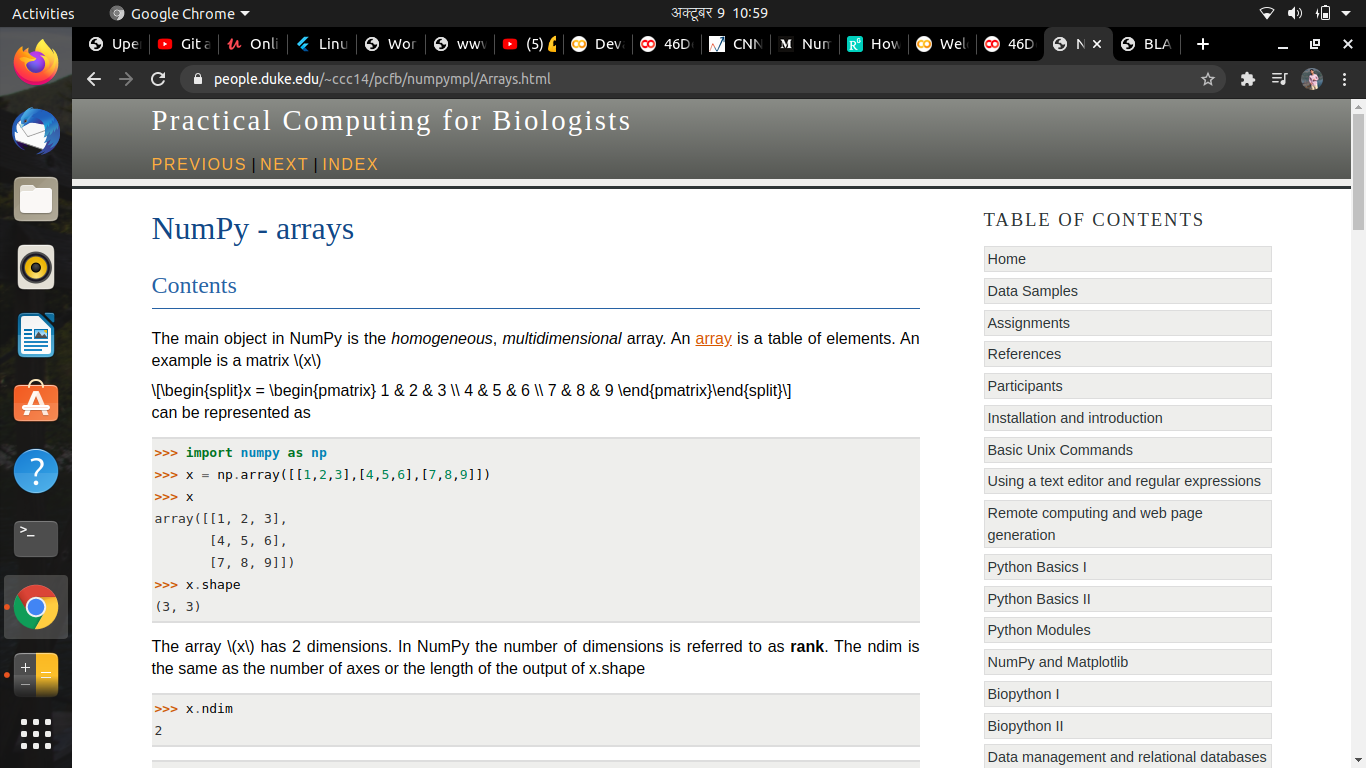 Activities
Google Chrome
अक्टूबर 9 10:59
Uper
Git a
Onli
Linu
Wor
www
(5)
Deva
46D
CNN
Num
How
Wel
46D
N
BLA
people.duke.edu/~ccc14/pcfb/numpympl/Arrays.html
Practical Computing for Biologists
PREVIOUS | NEXT | INDEX
NumPy - arrays
Contents
The main object in NumPy is the homogeneous, multidimensional array. An array is a table of elements. An
example is a matrix \(x\)
\[\begin{split}x = \begin{pmatrix} 1 & 2 & 3 \\ 4 & 5 & 6 \\ 7 & 8 & 9 \end{pmatrix}\end{split}\]
can be represented as
>>> import numpy as np
>>> x = np.array([[1,2,3],[4,5,6],[7,8,9]])
>>> x
array([[1, 2, 3],
       [4, 5, 6],
       [7, 8, 9]])
>>> x.shape
(3, 3)
The array \(x\) has 2 dimensions. In NumPy the number of dimensions is referred to as rank. The ndim is
the same as the number of axes or the length of the output of x.shape
>>> x.ndim
2
TABLE OF CONTENTS
Home
Data Samples
Assignments
References
Participants
Installation and introduction
Basic Unix Commands
Using a text editor and regular expressions
Remote computing and web page
generation
Python Basics I
Python Basics II
Python Modules
NumPy and Matplotlib
Biopython I
Biopython II
Data management and relational databases